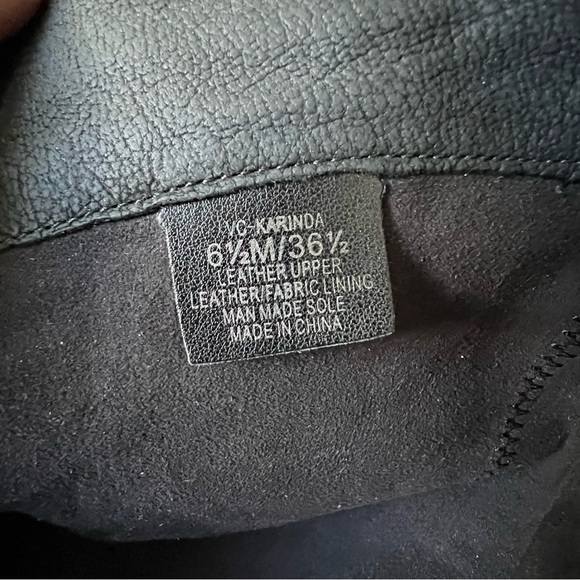 VC-KARINDA
6½M/36½
LEATHER UPPER
LEATHER/FABRIC LINING
MAN MADE SOLE
MADE IN CHINA